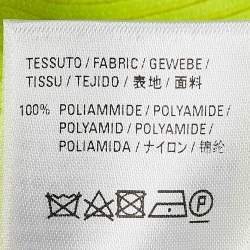 TESSUTO / FABRIC / GEWEBE /
TISSU / TEJIDO / 表地 / 面料
100% POLIAMMIDE / POLYAMIDE /
POLYAMID / POLYAMIDE /
POLIAMIDA / ナイロン / 锦纶
P